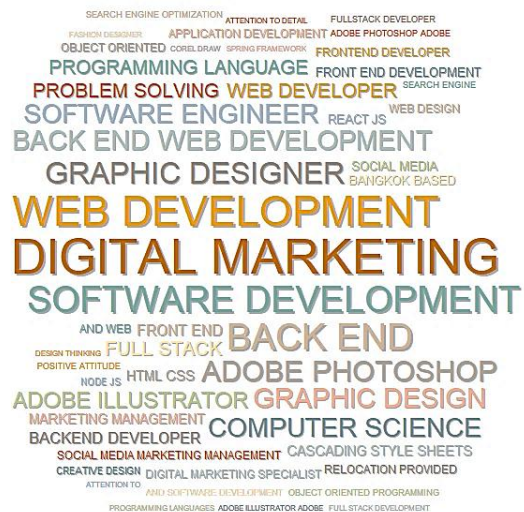 SEARCH ENGINE OPTIMIZATION ATTENTION TO DETAIL FULLSTACK DEVELOPER
FASHION DESIGNER APPLICATION DEVELOPMENT ADOBE PHOTOSHOP ADOBE
OBJECT ORIENTED CORELDRAW SPRING FRAMEWORK FRONTEND DEVELOPER
PROGRAMMING LANGUAGE FRONT END DEVELOPMENT
PROBLEM SOLVING WEB DEVELOPER SEARCH ENGINE
SOFTWARE ENGINEER REACT JS WEB DESIGN
BACK END WEB DEVELOPMENT
GRAPHIC DESIGNER SOCIAL MEDIA
BANGKOK BASED
WEB DEVELOPMENT
DIGITAL MARKETING
SOFTWARE DEVELOPMENT
AND WEB FRONT END BACK END
DESIGN THINKING FULL STACK
POSITIVE ATTITUDE
NODE JS HTML CSS ADOBE PHOTOSHOP
ADOBE ILLUSTRATOR GRAPHIC DESIGN
MARKETING MANAGEMENT COMPUTER SCIENCE
BACKEND DEVELOPER
SOCIAL MEDIA MARKETING MANAGEMENT CASCADING STYLE SHEETS
CREATIVE DESIGN DIGITAL MARKETING SPECIALIST RELOCATION PROVIDED
ATTENTION TO
AND SOFTWARE DEVELOPMENT OBJECT ORIENTED PROGRAMMING
PROGRAMMING LANGUAGES ADOBE ILLUSTRATOR ADOBE FULL STACK DEVELOPMENT